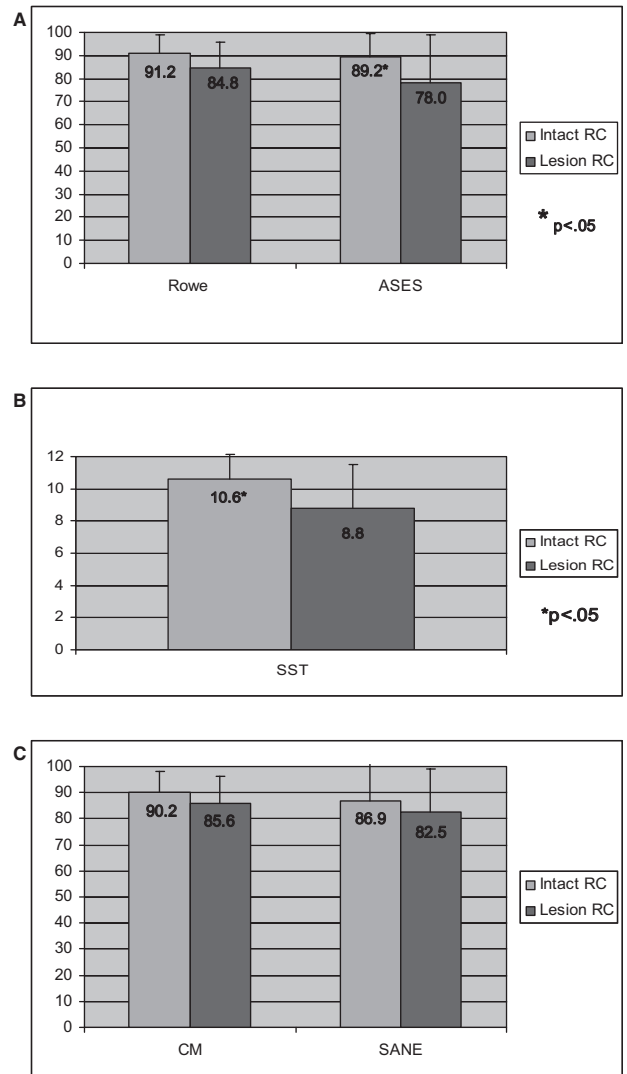 A
100
90
80
70
60
50
40
30
20
10
0
91.2
84.8
89.2*
78.0
Rowe
ASES
Intact RC
Lesion RC
* p<.05
B
12
10
8
6
4
2
0
10.6*
8.8
SST
Intact RC
Lesion RC
*p<.05
C
100
90
80
70
60
50
40
30
20
10
0
90.2
85.6
86.9
82.5
CM
SANE
Intact RC
Lesion RC